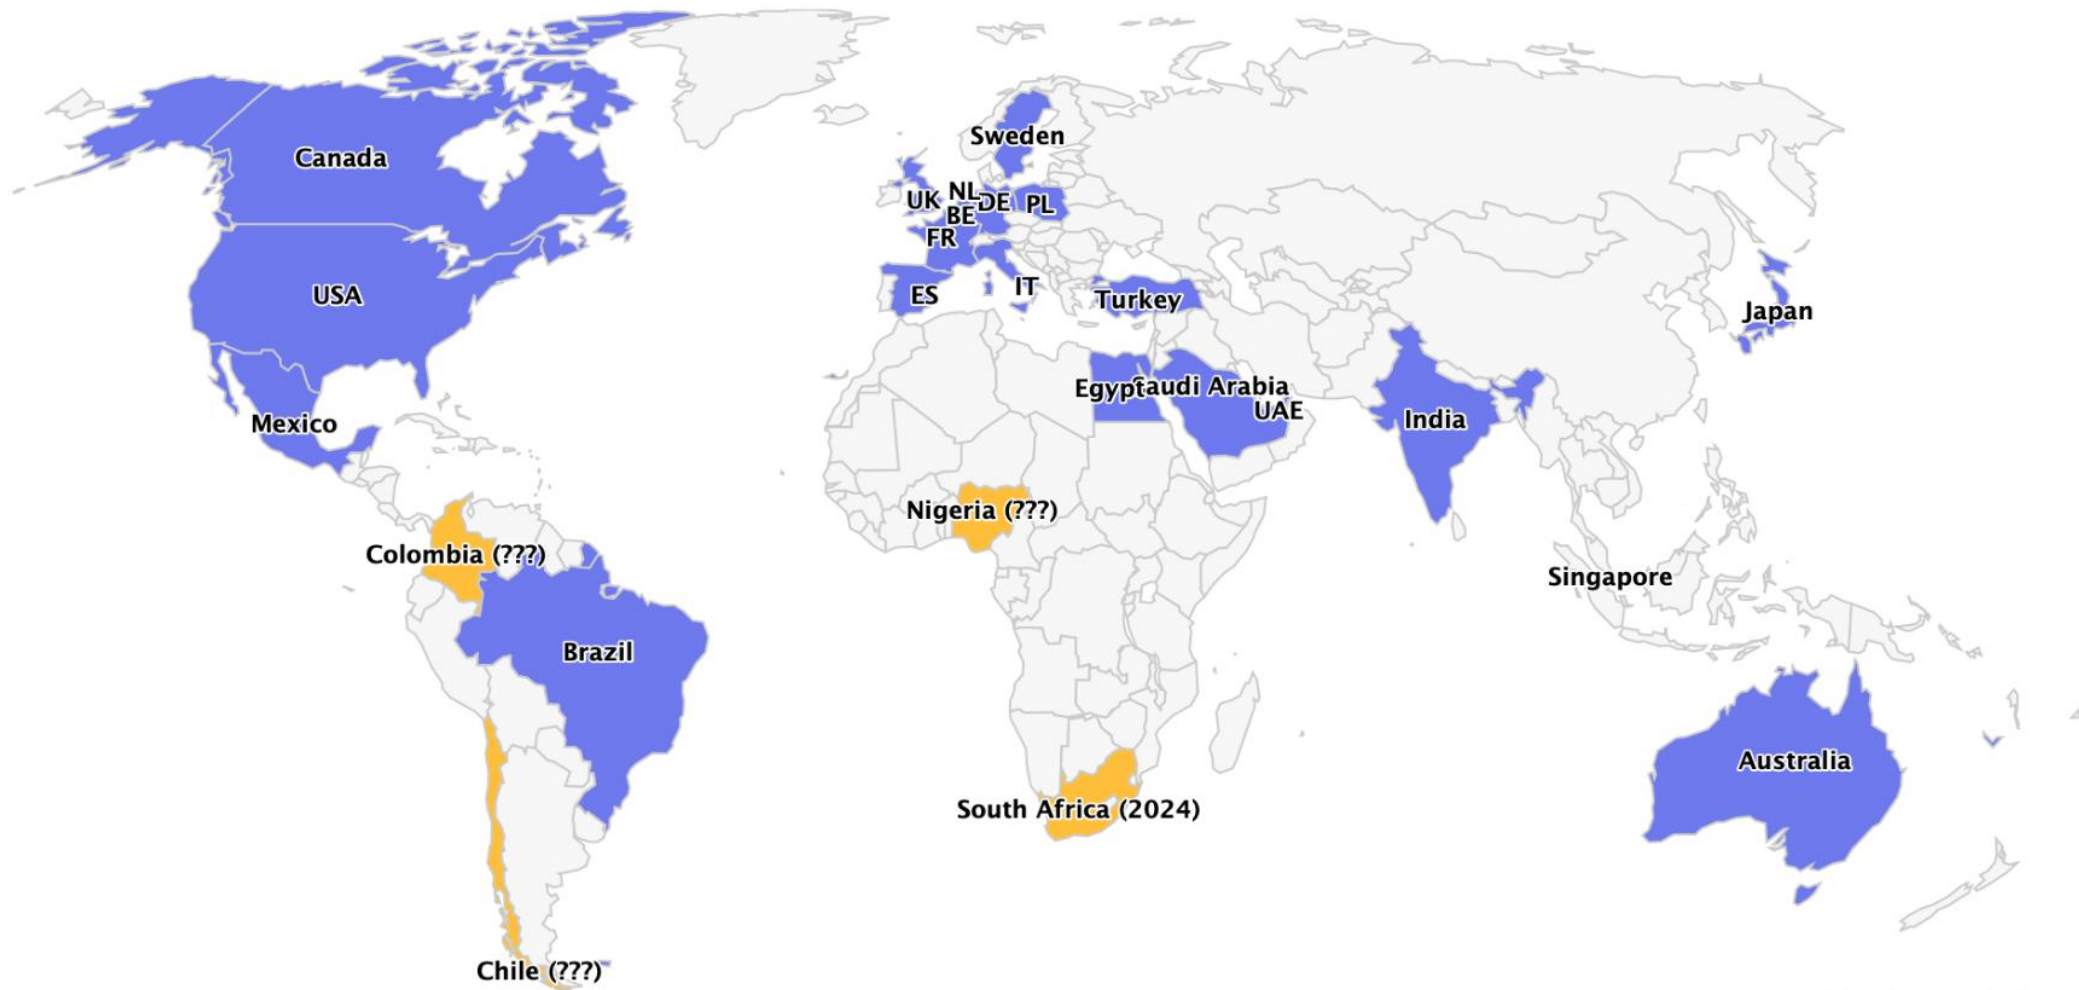 Sweden
Canada
NL
UK
DE
PL
BE
FR
IT
USA
ES
Turkey
Japan
Egypt
Saudi Arabia
UAE
Mexico
India
Nigeria (???)
Colombia (???)
Singapore
Brazil
Australia
South Africa (2024)
Chile (???)